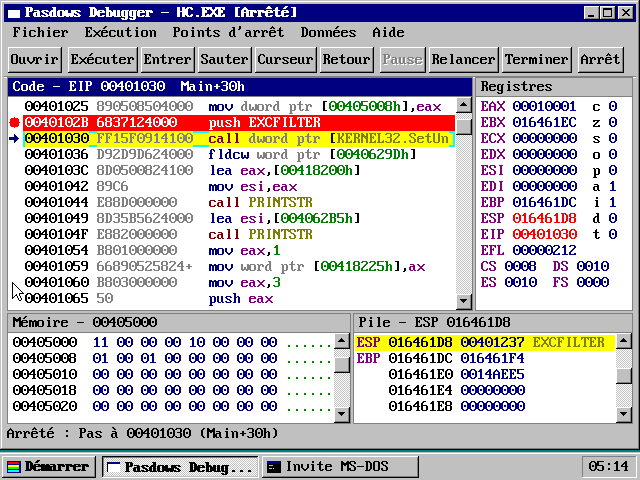 Pasdows Debugger - HC.EXE [Arrêté]
Fichier Exécution Points d'arrêt Données Aide
Ouvrir Exécuter Entrer Sauter Curseur Retour Pause Relancer Terminer Arrêt
Code - EIP 00401030 Main+30h
00401025 890508504000 mov dword ptr [00405008h],eax
0040102B 6837124000 push EXCFILTER
00401030 FF15F0914100 call dword ptr [KERNEL32.SetUn
00401036 D92D9D624000 fldcw word ptr [0040629Dh]
0040103C 8D0500824100 lea eax,[00418200h]
00401042 89C6 mov esi,eax
00401044 E88D000000 call PRINTSTR
00401049 8D35B5624000 lea esi,[004062B5h]
0040104F E882000000 call PRINTSTR
00401054 B801000000 mov eax,1
00401059 66890525824+ mov word ptr [00418225h],ax
00401060 B803000000 mov eax,3
00401065 50 push eax
Registres
EAX 00010001 c 0
EBX 016461EC z 0
ECX 00000000 s 0
EDX 00000000 o 0
ESI 00000000 p 0
EDI 00000000 a 1
EBP 016461DC i 1
ESP 016461D8 d 0
EIP 00401030 t 0
EFL 00000212
CS 0008 DS 0010
ES 0010 FS 0000
Mémoire - 00405000
00405000 11 00 00 00 10 00 00 00 ......
00405008 01 00 01 00 00 00 00 00 ......
00405010 00 00 00 00 00 00 00 00 ......
00405018 00 00 00 00 00 00 00 00 ......
00405020 00 00 00 00 00 00 00 00 ......
Pile - ESP 016461D8
ESP 016461D8 00401237 EXCFILTER
EBP 016461DC 016461F4
016461E0 0014AEE5
016461E4 00000000
016461E8 00000000
Arrêté : Pas à 00401030 (Main+30h)
Démarrer Pasdows Debug... Invite MS-DOS 05:14